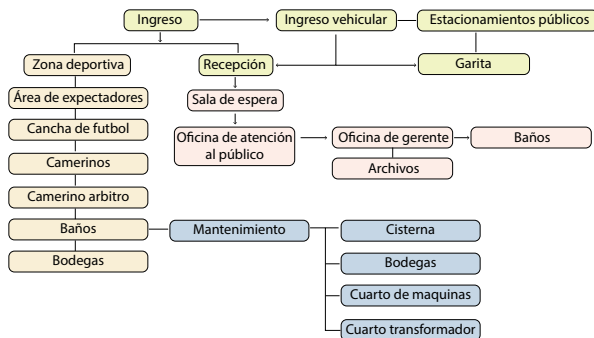 Ingreso
Ingreso vehicular
Estacionamientos públicos
Zona deportiva
Recepción
Garita
Área de expectadores
Sala de espera
Cancha de futbol
Oficina de atención
al público
Oficina de gerente
Baños
Camerinos
Archivos
Camerino arbitro
Baños
Mantenimiento
Cisterna
Bodegas
Bodegas
Cuarto de maquinas
Cuarto transformador